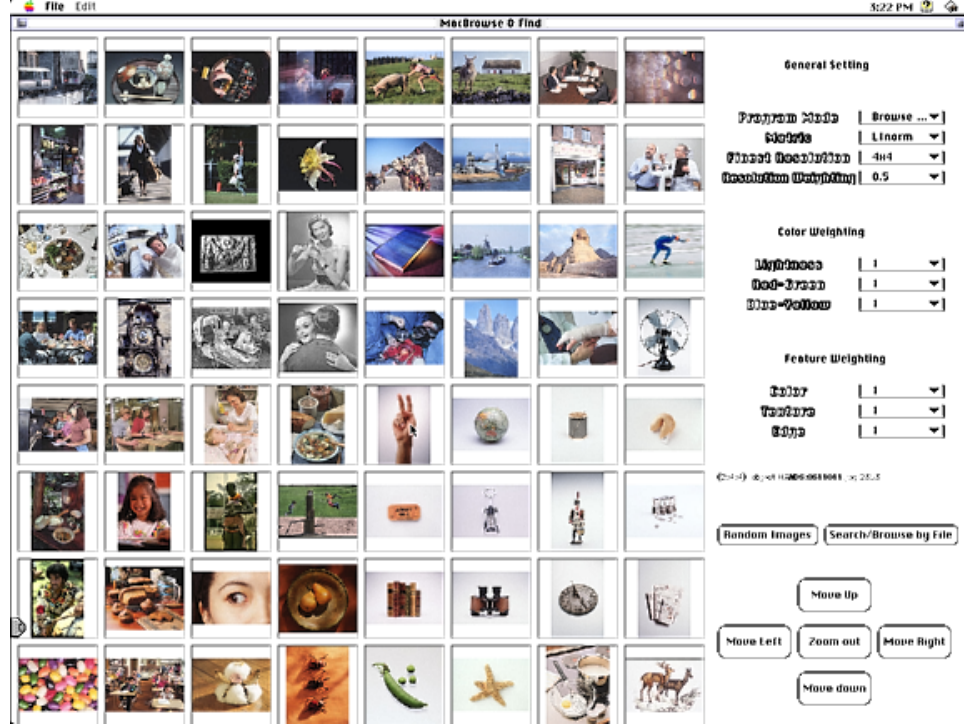 File Edit 3:22 PM
MacBrowse & Find
General Setting
Program Mode Browse ...
Metric L1norm
Finest Resolution 4x4
Resolution Weighting 0.5
Color Weighting
Lightness 1
Red-Green 1
Blue-Yellow 1
Feature Weighting
Color 1
Texture 1
Edge 1
Random Images Search/Browse by File
Move Up
Move Left Zoom out Move Right
Move down